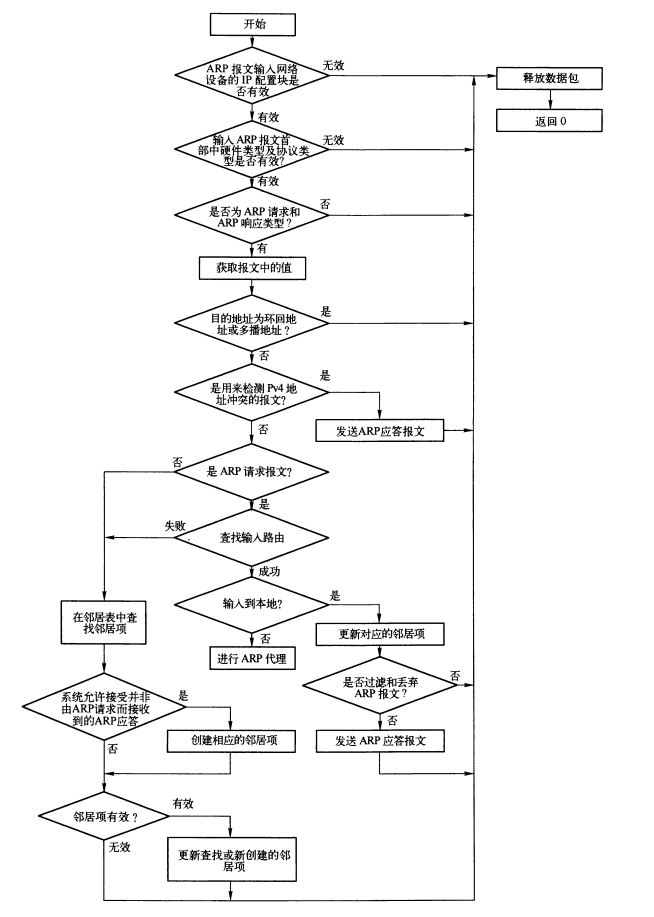 开始
ARP 报文输入网络
设备的 IP 配置块是
否有效
无效
释放数据包
返回 0
有效
输入 ARP 报文首
部中硬件类型及协议类
型是否有效?
无效
有效
是否为 ARP 请求和
ARP 响应类型?
否
有
获取报文中的值
目的地址为环回地
址或多播地址?
是
否
是用来检测 Pv4 地
址冲突的报文?
是
发送ARP应答报文
否
是 ARP 请求报文?
否
是
查找输入路由
失败
成功
输入到本地?
是
在邻居表中查
找邻居项
更新对应的邻居项
否
进行 ARP 代理
是否过滤和丢弃
ARP 报文?
否
系统允许接受并非
由ARP请求而接收
到的ARP应答
是
否
创建相应的邻居项
发送 ARP 应答报文
否
邻居项有效?
有效
无效
更新查找或新创建的邻
居项